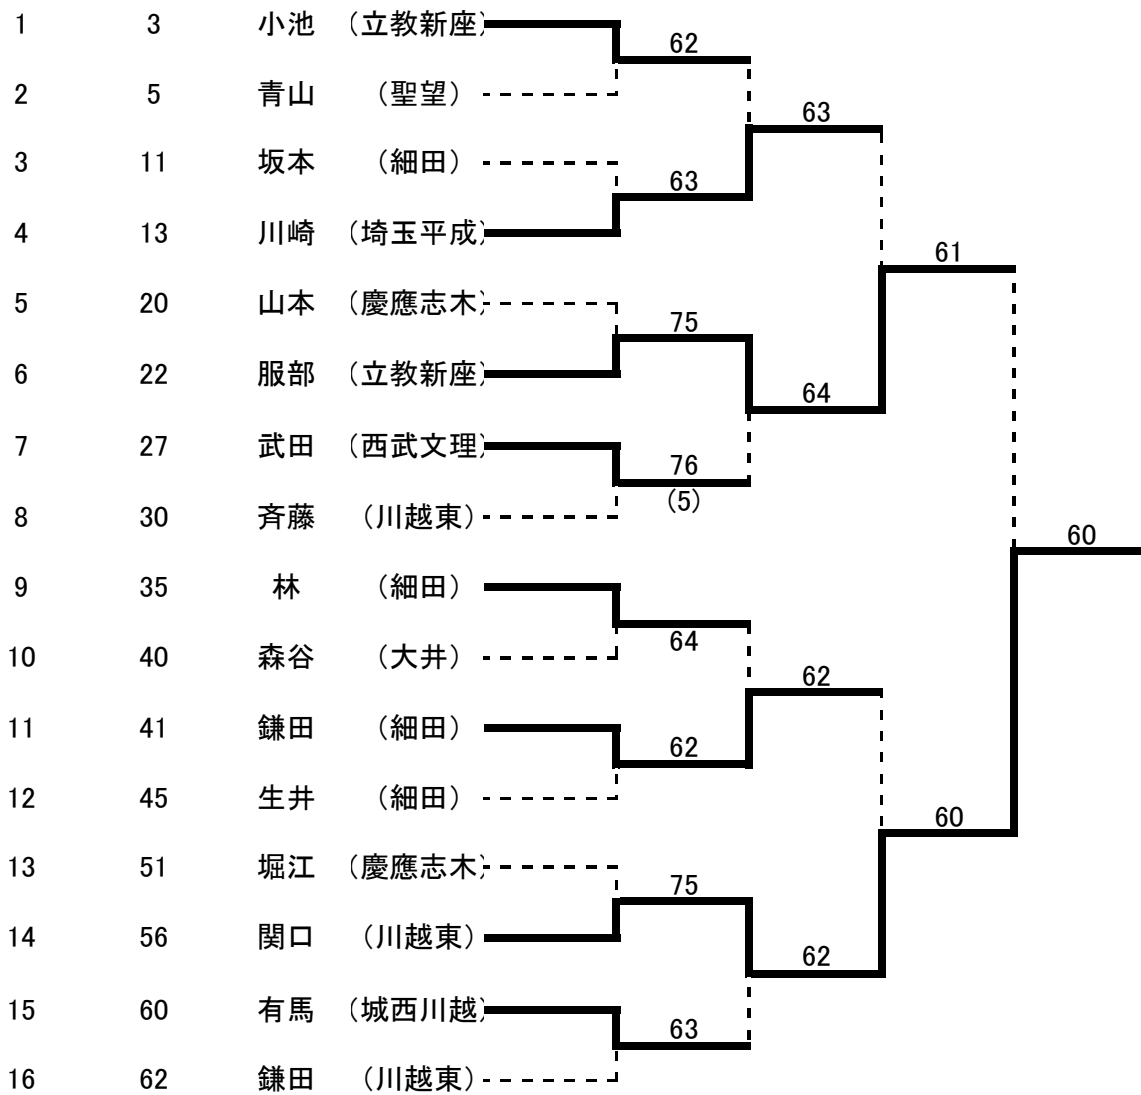 1 3 小池 (立教新座)
62
2 5 青山 (聖望)
63
3 11 坂本 (細田)
63
4 13 川崎 (埼玉平成)
61
5 20 山本 (慶應志木)
75
6 22 服部 (立教新座)
64
7 27 武田 (西武文理)
76
(5)
8 30 斉藤 (川越東)
60
9 35 林 (細田)
64
10 40 森谷 (大井)
62
11 41 鎌田 (細田)
62
12 45 生井 (細田)
60
13 51 堀江 (慶應志木)
75
14 56 関口 (川越東)
62
15 60 有馬 (城西川越)
63
16 62 鎌田 (川越東)